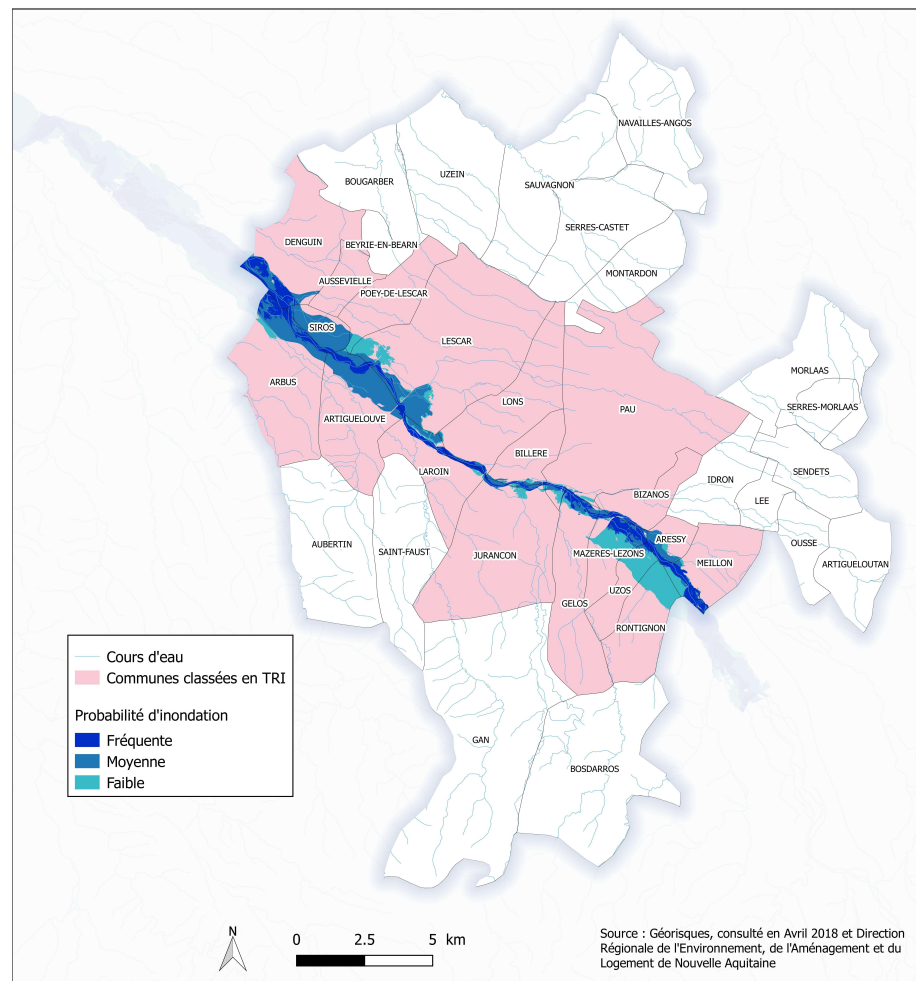 NAVAILLES-ANGOS
UZEIN
BOUGARBER
SAUVAGNON
SERRES-CASTET
DENGUIN
BEYRIE-EN-BEARN
MONTARDON
AUSSEVILLE
POEY-DE-LESCAR
SIROS
LESCAR
MORLAAS
ARBUS
LONS
SERRES-MORLAAS
PAU
ARTIGUELOUVE
BILLERE
LAROIN
SENDETS
IDRON
BIZANOS
LEE
AUBERTIN
SAINT-FAUST
ARESSY
OUSSE
JURANCON
MAZERES-LEZONS
MEILLON
ARTIGUELOUTAN
UZOS
GELOS
RONTIGNON
GAN
BOSDARROS
Cours d'eau
Communes classées en TRI
Probabilité d'inondation
Fréquente
Moyenne
Faible
N
0 2.5 5 km
Source : Géorisques, consulté en Avril 2018 et Direction
Régionale de l'Environnement, de l'Aménagement et du
Logement de Nouvelle Aquitaine